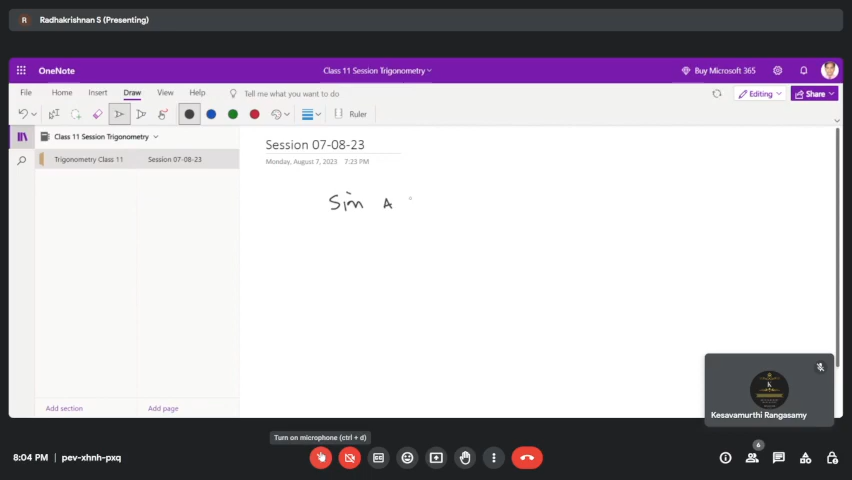 R Radhakrishnan S (Presenting)
OneNote Class 11 Session Trigonometry Buy Microsoft 365
File Home Insert Draw View Help Tell me what you want to do Editing Share
Ruler
Class 11 Session Trigonometry
Trigonometry Class 11 Session 07-08-23
Session 07-08-23
Monday, August 7, 2023 7:23 PM
Sin A
K
Kesavamurthi Rangasamy
Add section Add page
Turn on microphone (ctrl + d)
6
8:04 PM pev-xhnh-pxq